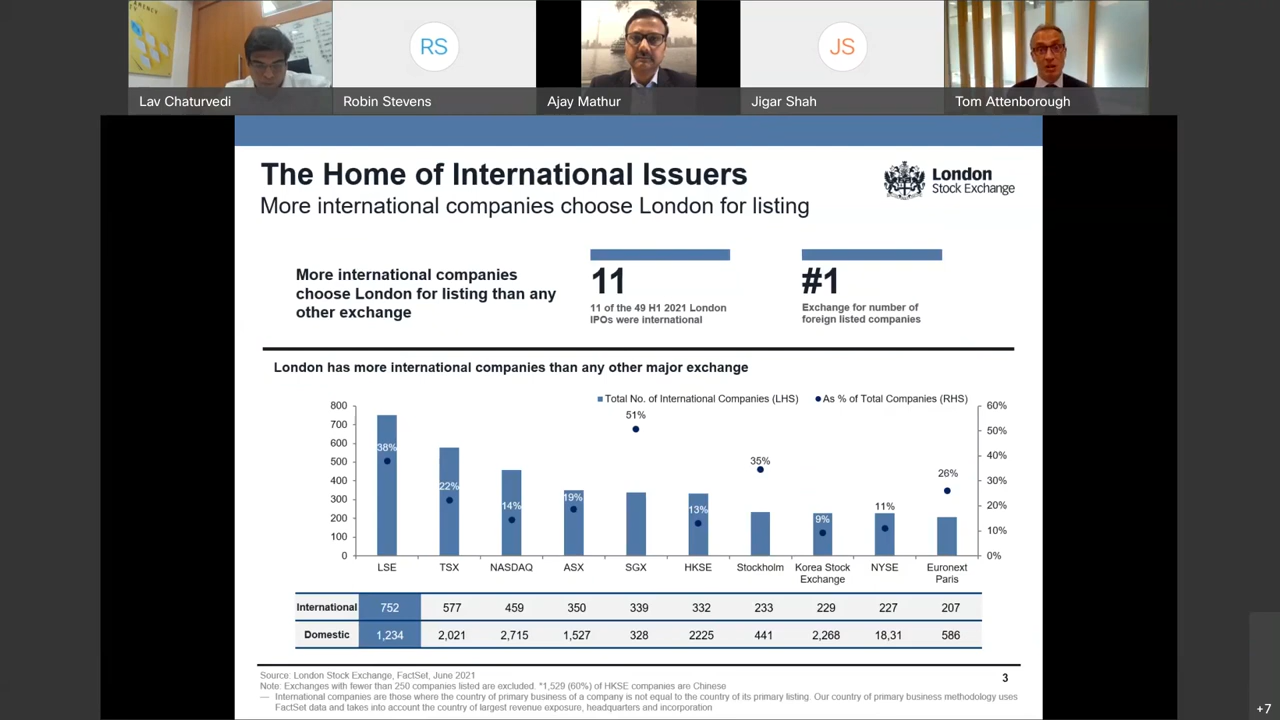 Lav Chaturvedi
RS
Robin Stevens
Ajay Mathur
JS
Jigar Shah
Tom Attenborough
The Home of International Issuers
More international companies choose London for listing
London
Stock Exchange
More international companies
choose London for listing than any
other exchange
11
11 of the 49 H1 2021 London
IPOs were international
#1
Exchange for number of
foreign listed companies
London has more international companies than any other major exchange
Total No. of International Companies (LHS)
As % of Total Companies (RHS)
800
700
600
500
400
300
200
100
0
38%
22%
14%
19%
51%
13%
35%
9%
11%
26%
60%
50%
40%
30%
20%
10%
0%
LSE TSX NASDAQ ASX SGX HKSE Stockholm Korea Stock Exchange NYSE Euronext Paris
International 752 577 459 350 339 332 233 229 227 207
Domestic 1,234 2,021 2,715 1,527 328 2225 441 2,268 18,31 586
Source: London Stock Exchange, FactSet, June 2021
Note: Exchanges with fewer than 250 companies listed are excluded. *1,529 (60%) of HKSE companies are Chinese
— International companies are those where the country of primary business of a company is not equal to the country of its primary listing. Our country of primary business methodology uses
FactSet data and takes into account the country of largest revenue exposure, headquarters and incorporation
3
+7